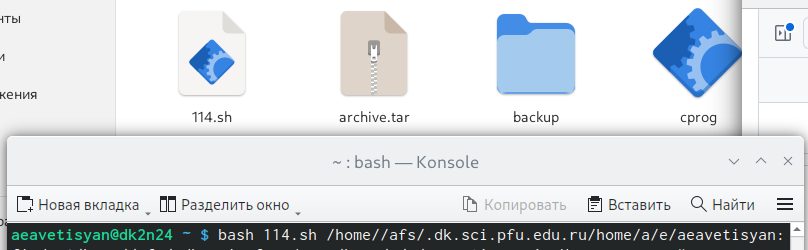 нты
и
жения
114.sh
archive.tar
backup
cprog
~ : bash — Konsole
Новая вкладка
Разделить окно
Копировать
Вставить
Найти
aeavetisyan@dk2n24 ~ $ bash 114.sh /home//afs/.dk.sci.pfu.edu.ru/home/a/e/aeavetisyan: